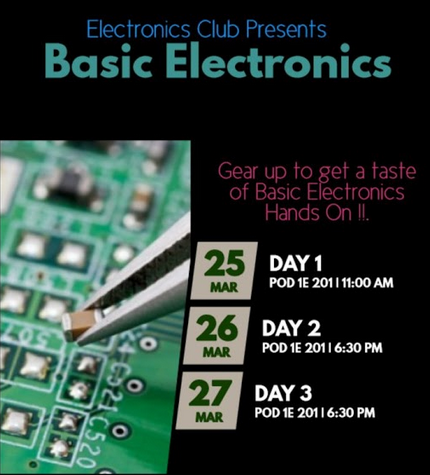 Electronics Club Presents
Basic Electronics
Gear up to get a taste
of Basic Electronics
Hands On !!.
25
MAR
DAY 1
POD 1E 201 | 11:00 AM
26
MAR
DAY 2
POD 1E 201 | 6:30 PM
27
MAR
DAY 3
POD 1E 201 | 6:30 PM
C521
C520